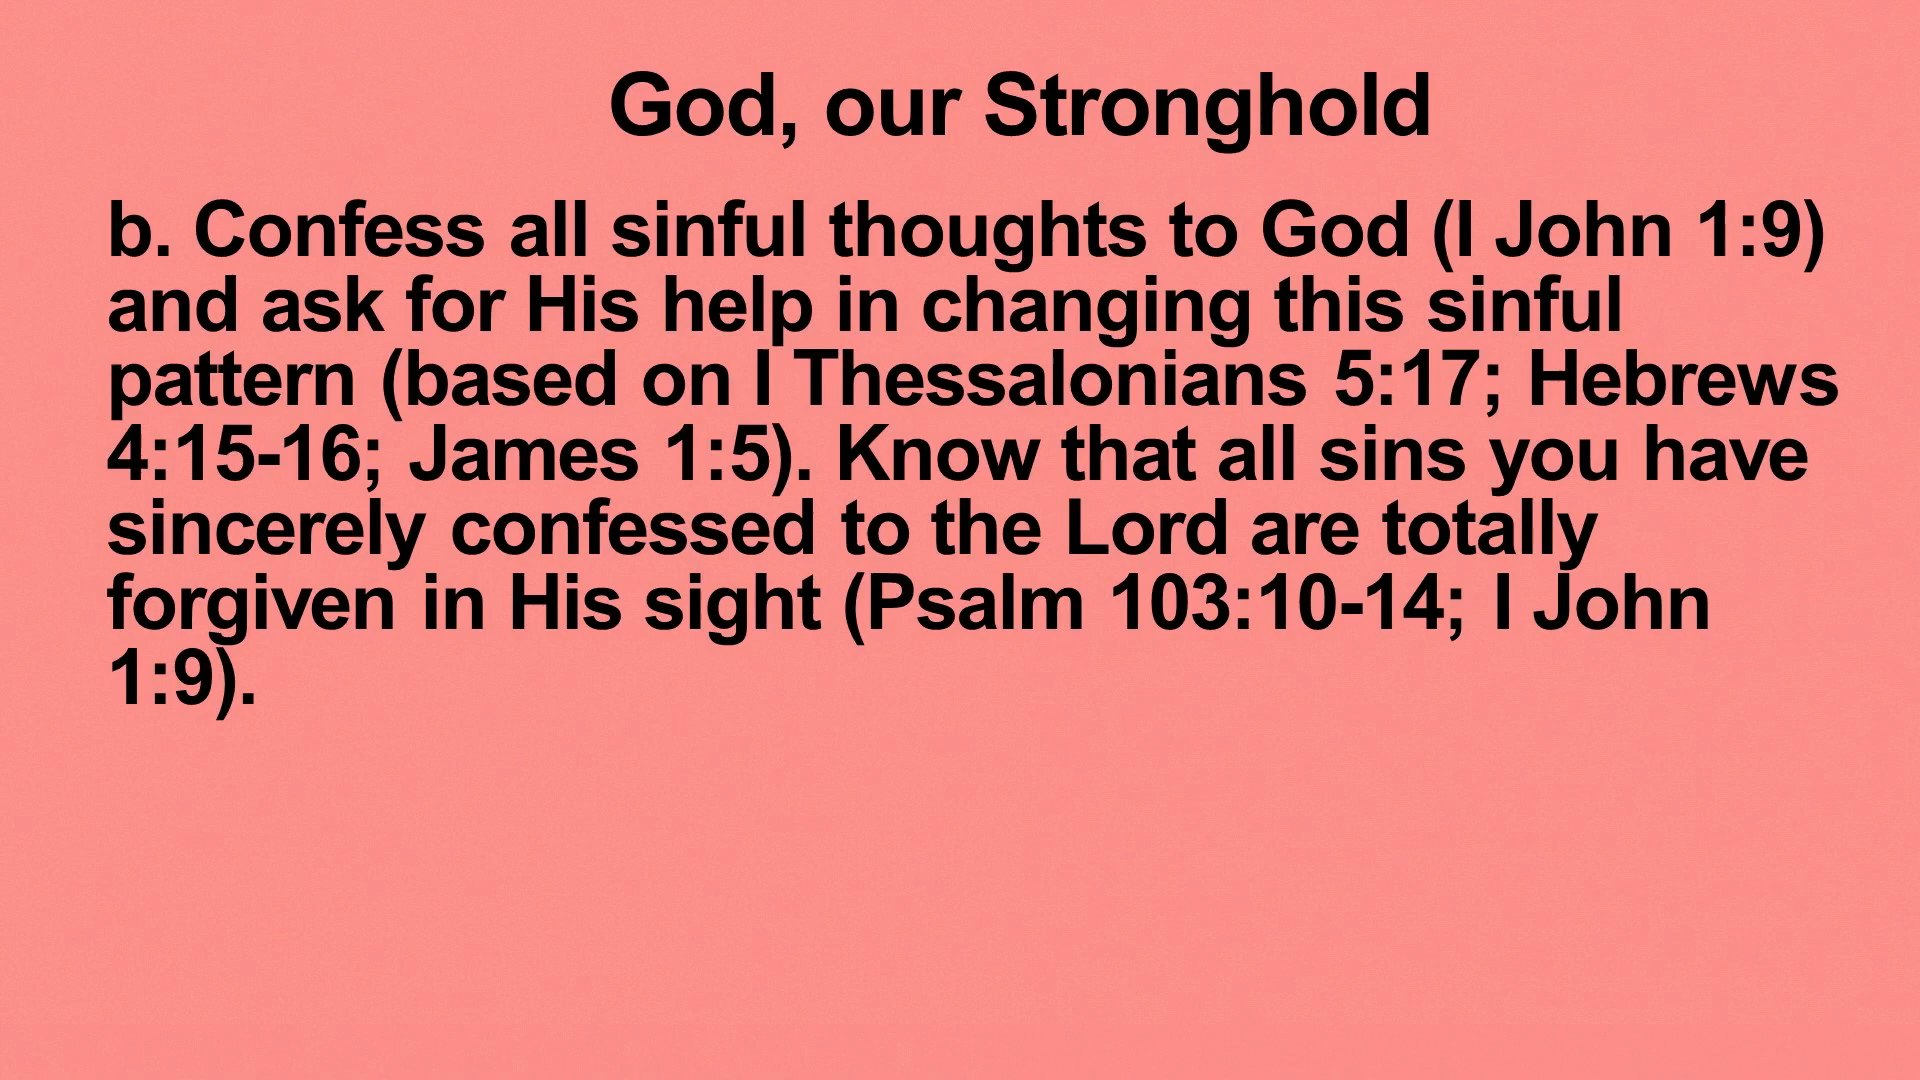 God, our Stronghold
b. Confess all sinful thoughts to God (I John 1:9)
and ask for His help in changing this sinful
pattern (based on I Thessalonians 5:17; Hebrews
4:15-16; James 1:5). Know that all sins you have
sincerely confessed to the Lord are totally
forgiven in His sight (Psalm 103:10-14; I John
1:9).